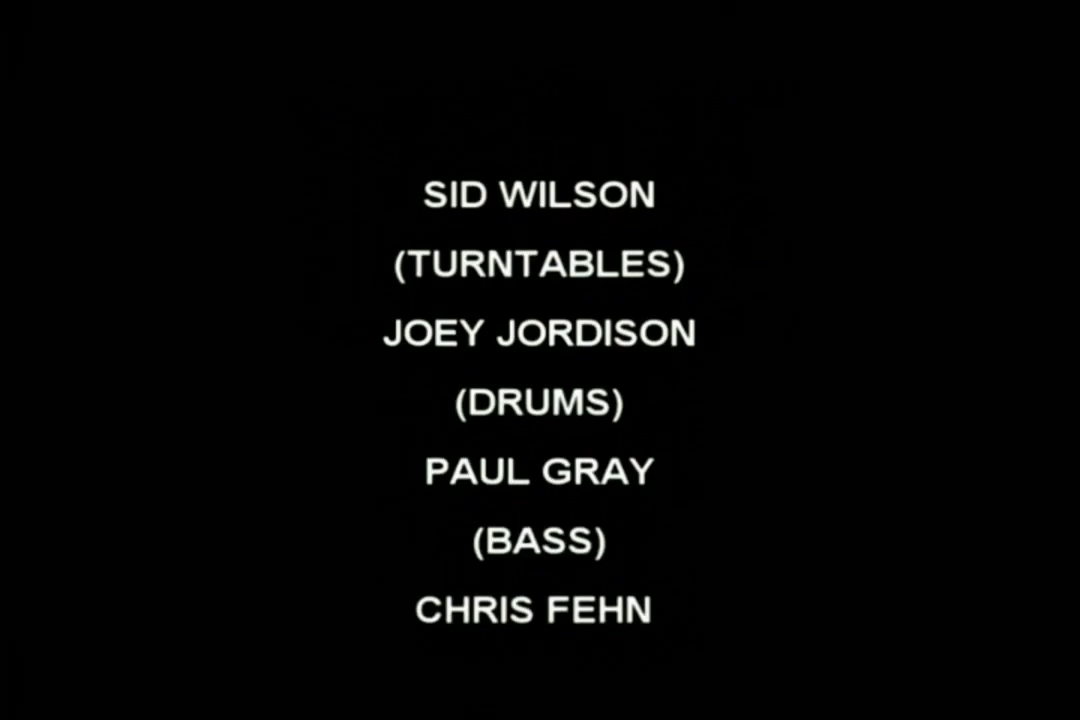 SID WILSON
(TURNTABLES)
JOEY JORDISON
(DRUMS)
PAUL GRAY
(BASS)
CHRIS FEHN